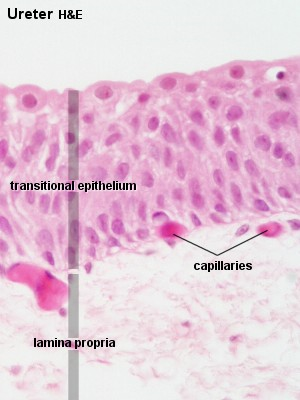 Ureter H&E
transitional epithelium
capillaries
lamina propria